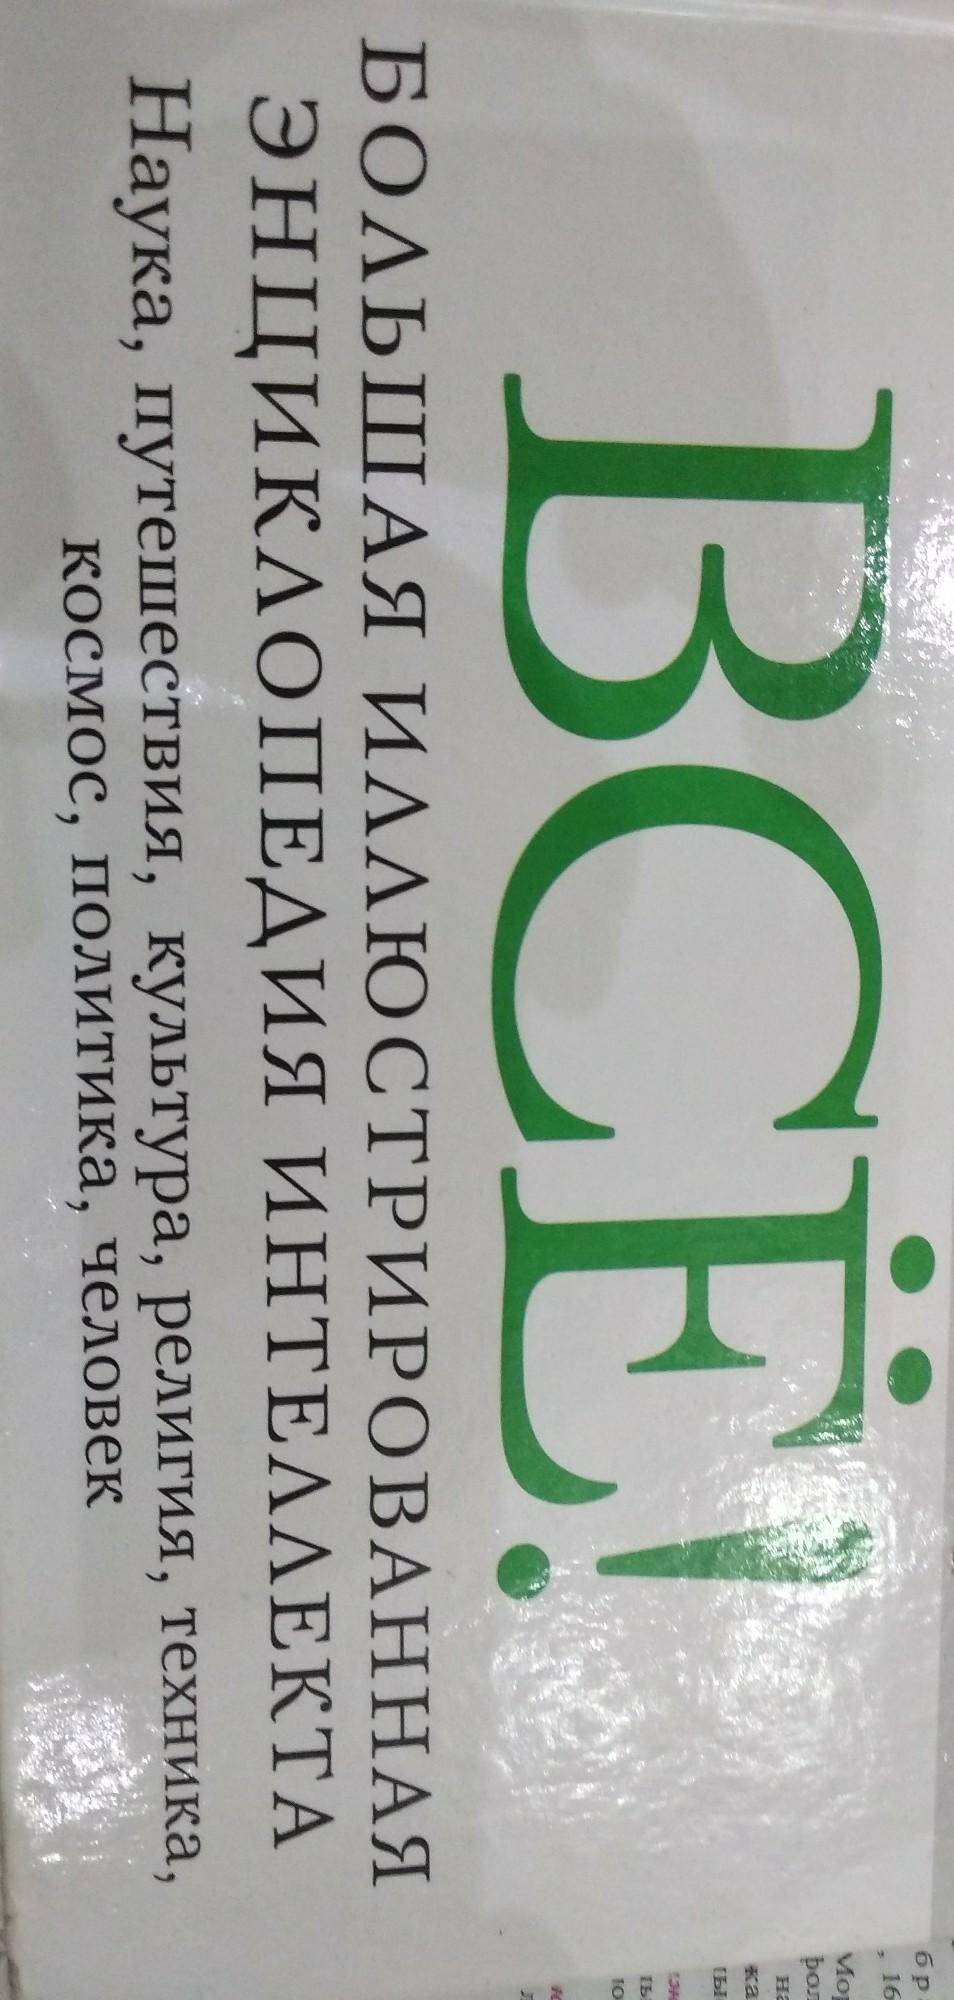 ВСЁ!
БОЛЬШАЯ ИЛЛЮСТРИРОВАННАЯ
ЭНЦИКЛОПЕДИЯ ИНТЕЛЛЕКТА
Наука, путешествия, культура, религия, техника,
космос, политика, человек